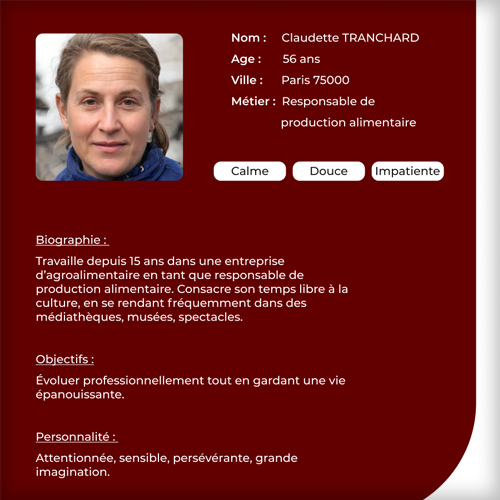 Nom : Claudette TRANCHARD
Age : 56 ans
Ville : Paris 75000
Métier : Responsable de
production alimentaire
Calme Douce Impatiente
Biographie :
Travaille depuis 15 ans dans une entreprise
d’agroalimentaire en tant que responsable de
production alimentaire. Consacre son temps libre à la
culture, en se rendant fréquemment dans des
médiathèques, musées, spectacles.
Objectifs :
Évoluer professionnellement tout en gardant une vie
épanouissante.
Personnalité :
Attentionnée, sensible, persévérante, grande
imagination.